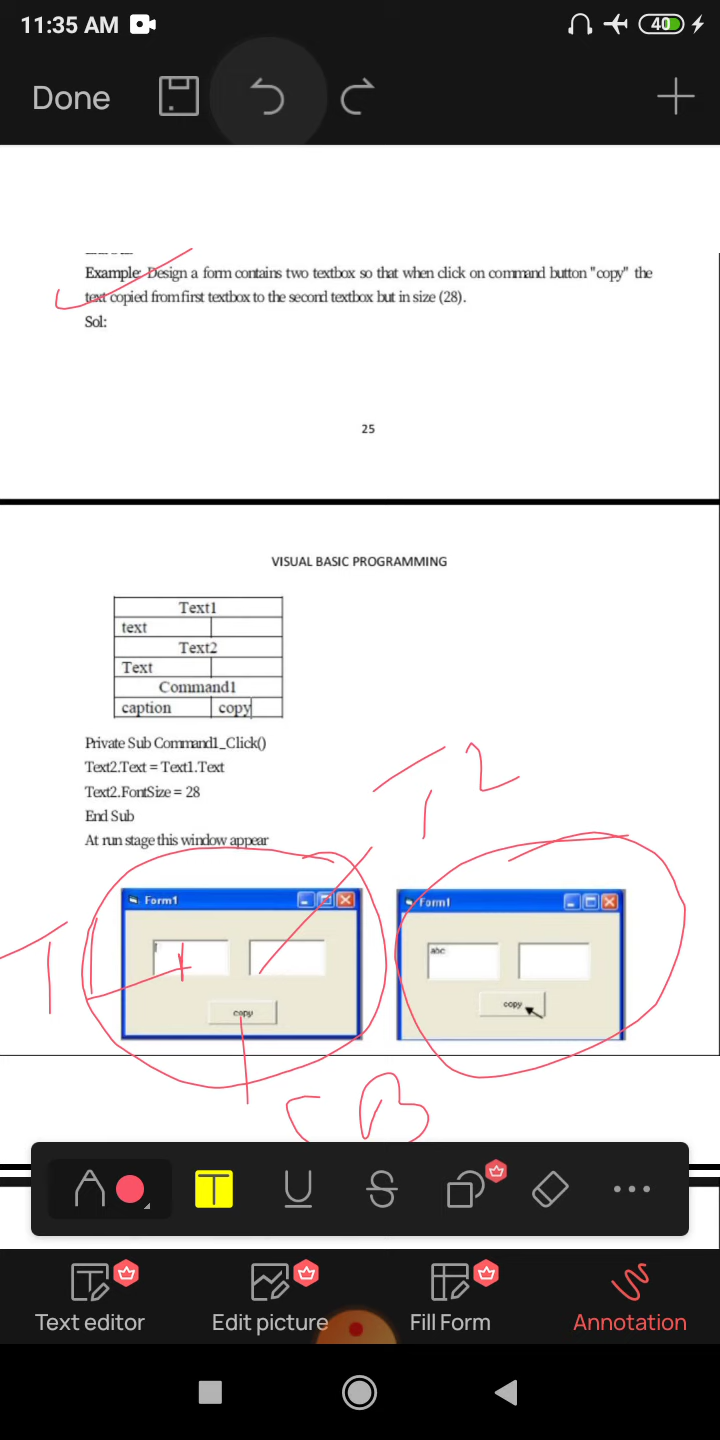 11:35 AM
40
Done
Example: Design a form contains two textbox so that when click on command button "copy" the
text copied from first textbox to the second textbox but in size (28).
Sol:
25
VISUAL BASIC PROGRAMMING
Text1
text
Text2
Text
Command1
caption copy
Private Sub Command1_Click()
Text2.Text = Text1.Text
Text2.FontSize = 28
End Sub
At run stage this window appear
T2
Form1
Form1
T1
abc
copy
copy
CB
Text editor
Edit picture
Fill Form
Annotation